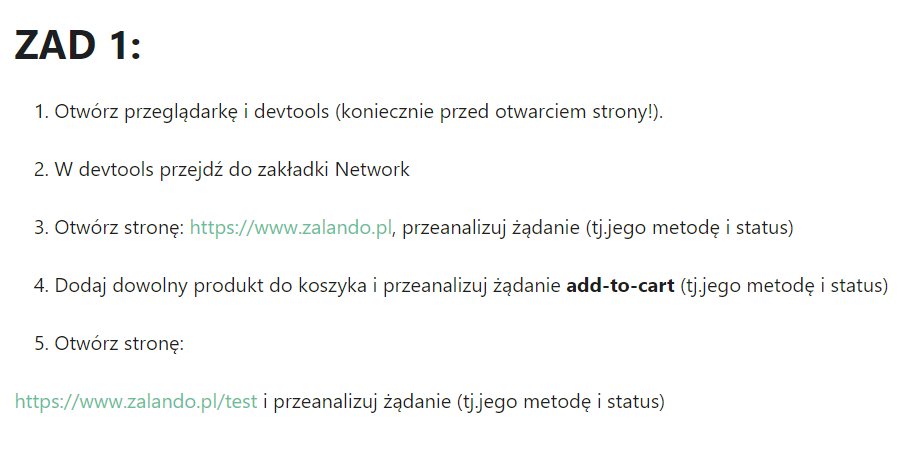 ZAD 1:
1. Otwórz przeglądarkę i devtools (koniecznie przed otwarciem strony!).
2. W devtools przejdź do zakładki Network
3. Otwórz stronę: https://www.zalando.pl, przeanalizuj żądanie (tj.jego metodę i status)
4. Dodaj dowolny produkt do koszyka i przeanalizuj żądanie add-to-cart (tj.jego metodę i status)
5. Otwórz stronę:
https://www.zalando.pl/test i przeanalizuj żądanie (tj.jego metodę i status)